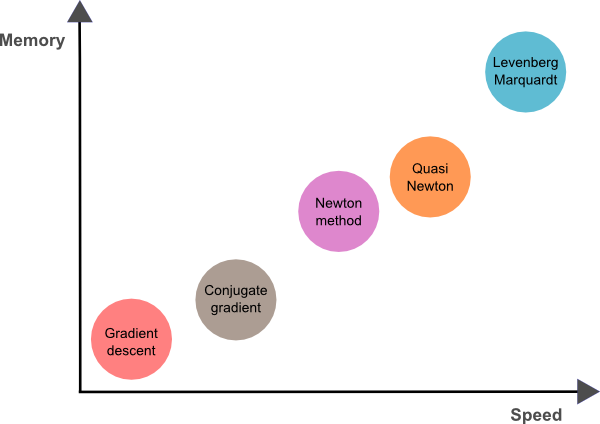 Memory
Levenberg
Marquardt
Quasi
Newton
Newton
method
Conjugate
gradient
Gradient
descent
Speed